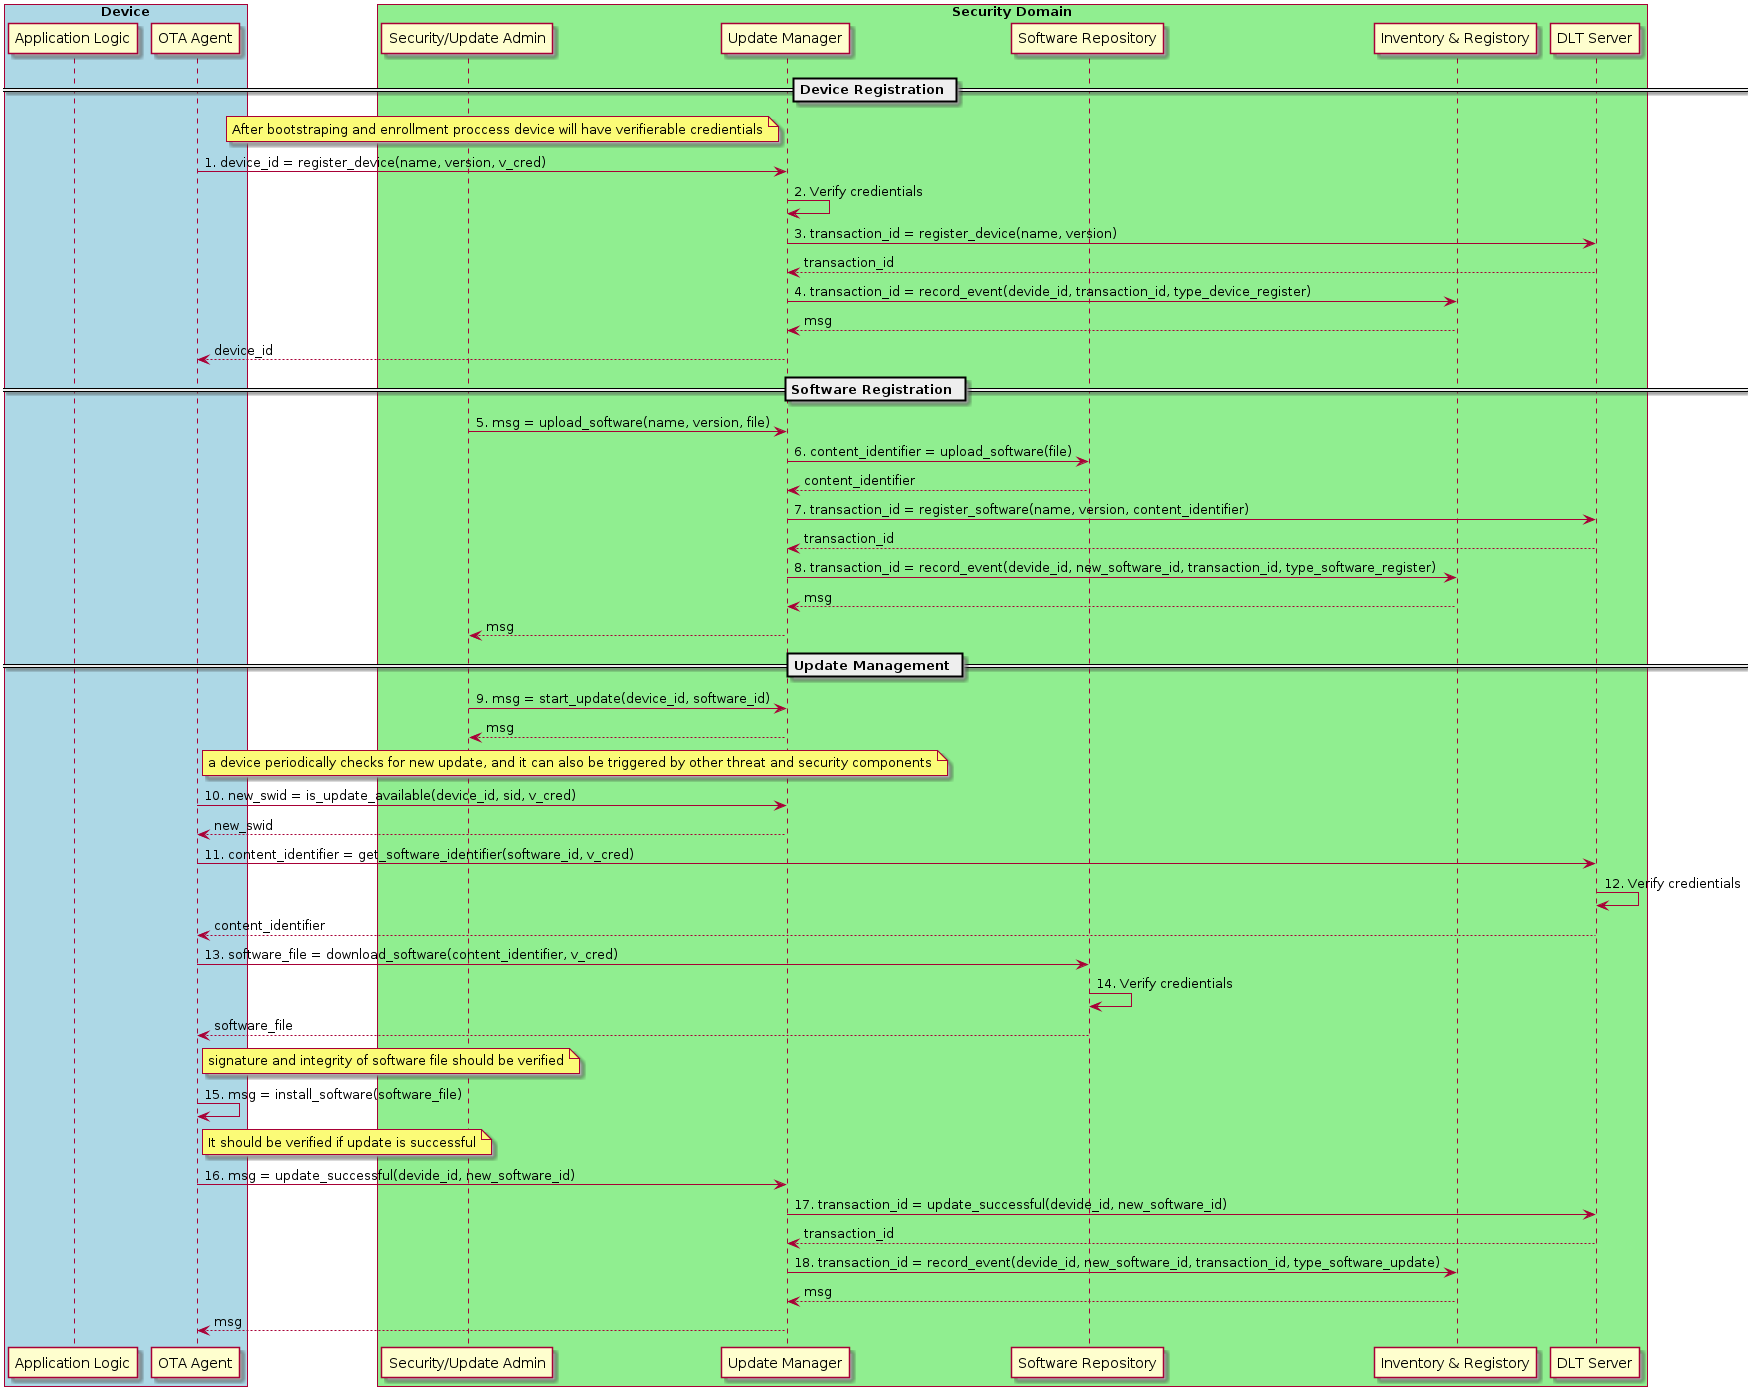 Device
Security Domain
Application Logic
OTA Agent
Security/Update Admin
Update Manager
Software Repository
Inventory & Registory
DLT Server
Device Registration
After bootstraping and enrollment proccess device will have verifierable credientials
1. device_id = register_device(name, version, v_cred)
2. Verify credientials
3. transaction_id = register_device(name, version)
transaction_id
4. transaction_id = record_event(devide_id, transaction_id, type_device_register)
msg
device_id
Software Registration
5. msg = upload_software(name, version, file)
6. content_identifier = upload_software(file)
content_identifier
7. transaction_id = register_software(name, version, content_identifier)
transaction_id
8. transaction_id = record_event(devide_id, new_software_id, transaction_id, type_software_register)
msg
msg
Update Management
9. msg = start_update(device_id, software_id)
msg
a device periodically checks for new update, and it can also be triggered by other threat and security components
10. new_swid = is_update_available(device_id, sid, v_cred)
new_swid
11. content_identifier = get_software_identifier(software_id, v_cred)
12. Verify credientials
content_identifier
13. software_file = download_software(content_identifier, v_cred)
14. Verify credientials
software_file
signature and integrity of software file should be verified
15. msg = install_software(software_file)
It should be verified if update is successful
16. msg = update_successful(devide_id, new_software_id)
17. transaction_id = update_successful(devide_id, new_software_id)
transaction_id
18. transaction_id = record_event(devide_id, new_software_id, transaction_id, type_software_update)
msg
msg
Application Logic
OTA Agent
Security/Update Admin
Update Manager
Software Repository
Inventory & Registory
DLT Server